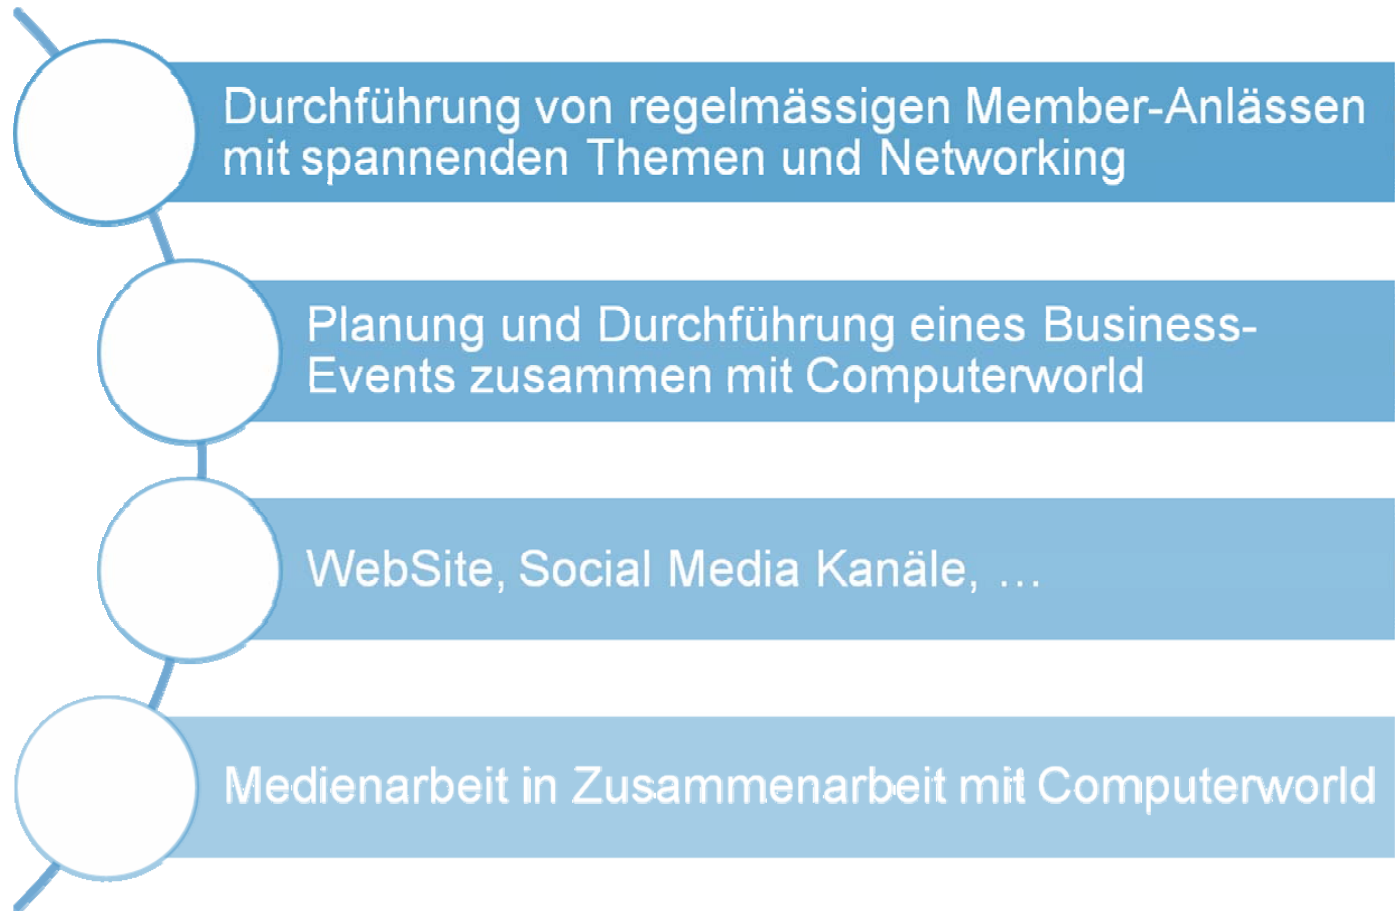 Durchführung von regelmässigen Member-Anlässen
mit spannenden Themen und Networking
Planung und Durchführung eines Business-
Events zusammen mit Computerworld
WebSite, Social Media Kanäle, …
Medienarbeit in Zusammenarbeit mit Computerworld